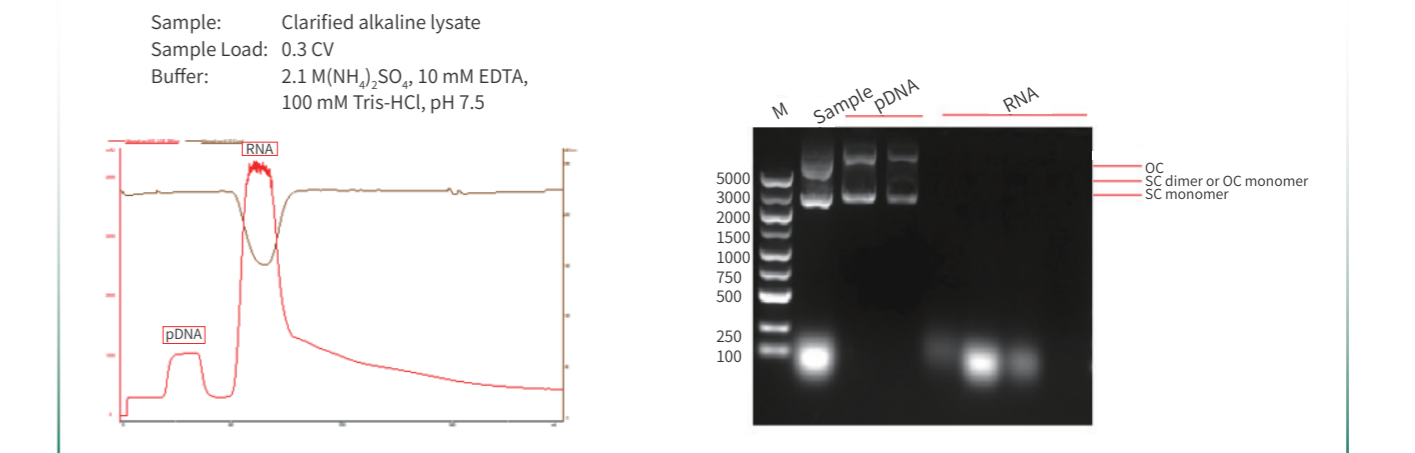 Sample: Clarified alkaline lysate
Sample Load: 0.3 CV
Buffer: 2.1 M(NH₄)₂SO₄, 10 mM EDTA,
100 mM Tris-HCl, pH 7.5
RNA
pDNA
M Sample pDNA RNA
5000
3000
2000
1500
1000
750
500
250
100
OC
SC dimer or OC monomer
SC monomer